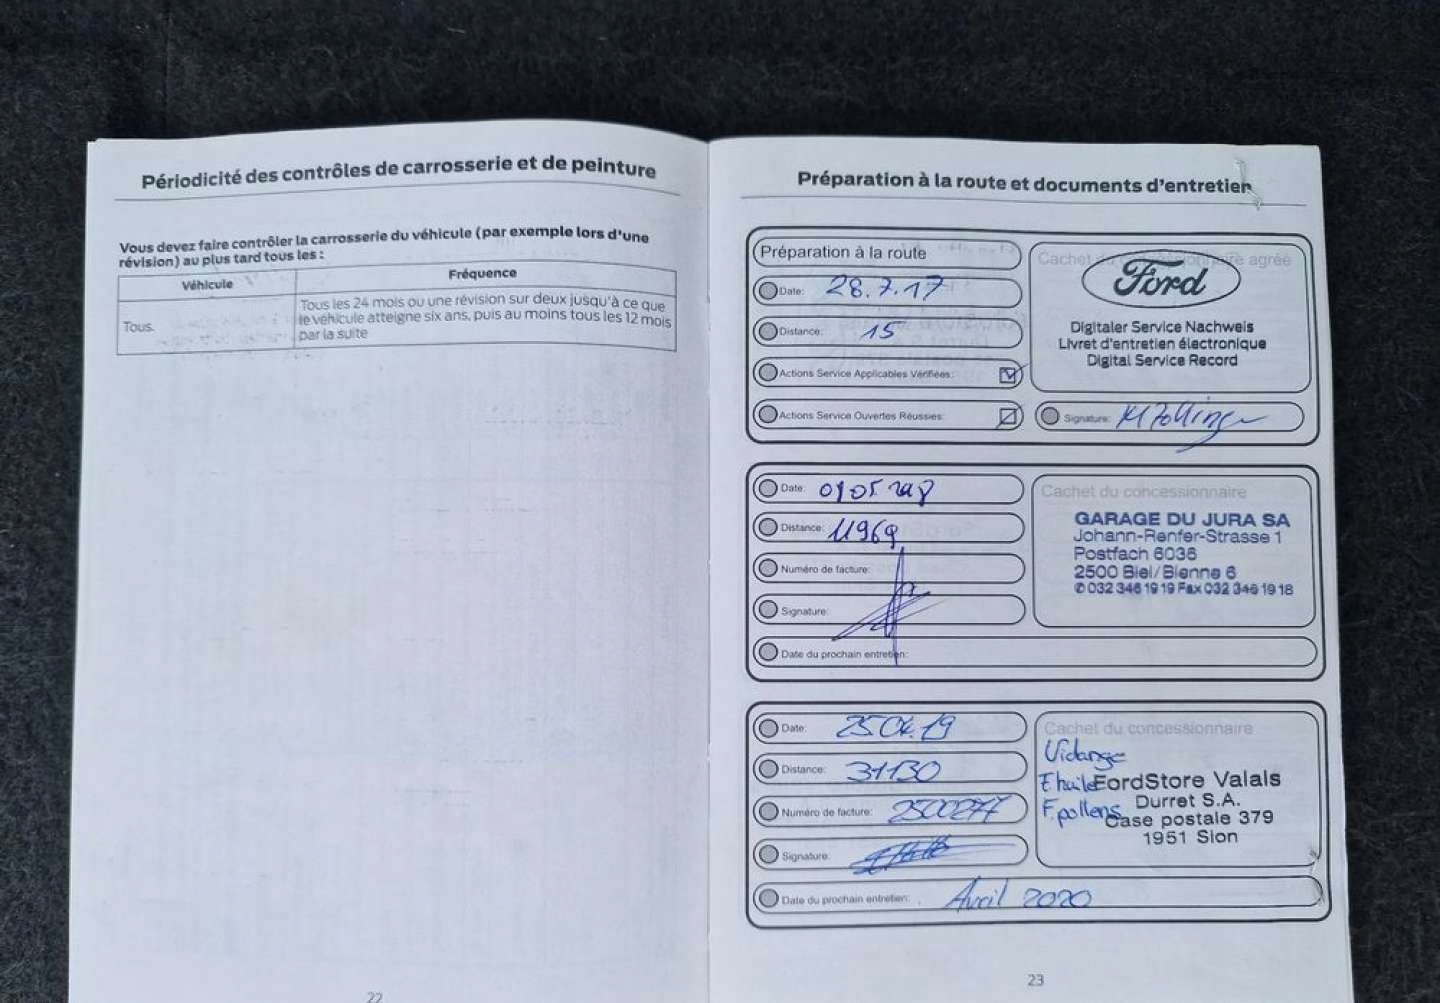 Périodicité des contrôles de carrosserie et de peinture
Vous devez faire contrôler la carrosserie du véhicule (par exemple lors d'une
révision) au plus tard tous les :
Véhicule
Fréquence
Tous.
Tous les 24 mois ou une révision sur deux jusqu'à ce que
le véhicule atteigne six ans, puis au moins tous les 12 mois
par la suite
22
Préparation à la route et documents d'entretien
Préparation à la route
Date: 28.7.17
Distance: 15
Actions Service Applicables Vérifiées:
Actions Service Ouvertes Réussies:
Cachet du concessionnaire agréé
Ford
Digitaler Service Nachweis
Livret d'entretien électronique
Digital Service Record
Signature:
Date:
Distance: 11969
Numéro de facture:
Signature:
Date du prochain entretien:
Cachet du concessionnaire
GARAGE DU JURA SA
Johann-Renfer-Strasse 1
Postfach 6036
2500 Biel/Bienne 6
✆ 032 346 19 19 Fax 032 346 19 18
Date: 25.04.19
Distance: 31130
Numéro de facture: 2500277
Signature:
Date du prochain entretien: Avril 2020
Cachet du concessionnaire
Vidange
F huile FordStore Valais
F. pollens Durret S.A.
Case postale 379
1951 Sion
23